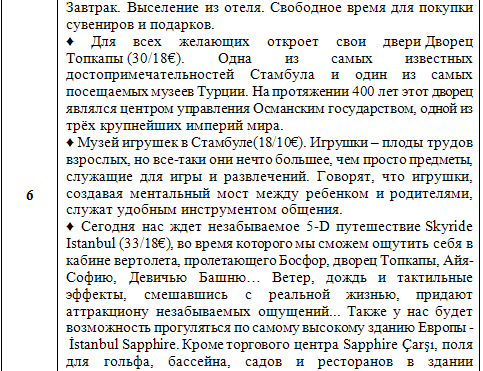 Завтрак. Выселение из отеля. Свободное время для покупки
сувениров и подарков.
♦ Для всех желающих откроет свои двери Дворец
Топкапы (30/18€). Одна из самых известных
достопримечательностей Стамбула и один из самых
посещаемых музеев Турции. На протяжении 400 лет этот дворец
являлся центром управления Османским государством, одной из
трёх крупнейших империй мира.
♦ Музей игрушек в Стамбуле(18/10€). Игрушки – плоды трудов
взрослых, но все-таки они нечто большее, чем просто предметы,
служащие для игры и развлечений. Говорят, что игрушки,
6
создавая ментальный мост между ребенком и родителями,
служат удобным инструментом общения.
♦ Сегодня нас ждет незабываемое 5-D путешествие Skyride
Istanbul (33/18€), во время которого мы сможем ощутить себя в
кабине вертолета, пролетающего Босфор, дворец Топкапы, Айя-
Софию, Девичью Башню… Ветер, дождь и тактильные
эффекты, смешавшись с реальной жизнью, придают
аттракциону незабываемых ощущений... Также у нас будет
возможность прогуляться по самому высокому зданию Европы -
İstanbul Sapphire. Кроме торгового центра Sapphire Çarşı, поля
для гольфа, бассейна, садов и ресторанов в здании